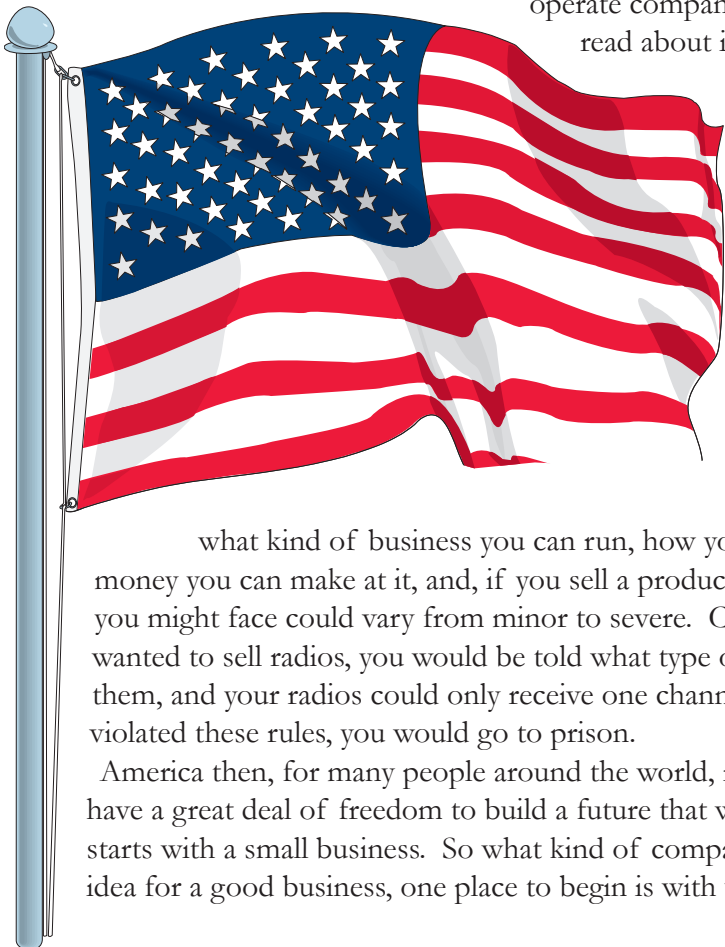 operate compan
read about i
what kind of business you can run, how yo
money you can make at it, and, if you sell a produc
you might face could vary from minor to severe. O
wanted to sell radios, you would be told what type o
them, and your radios could only receive one chann
violated these rules, you would go to prison.
America then, for many people around the world,
have a great deal of freedom to build a future that w
starts with a small business. So what kind of compa
idea for a good business, one place to begin is with